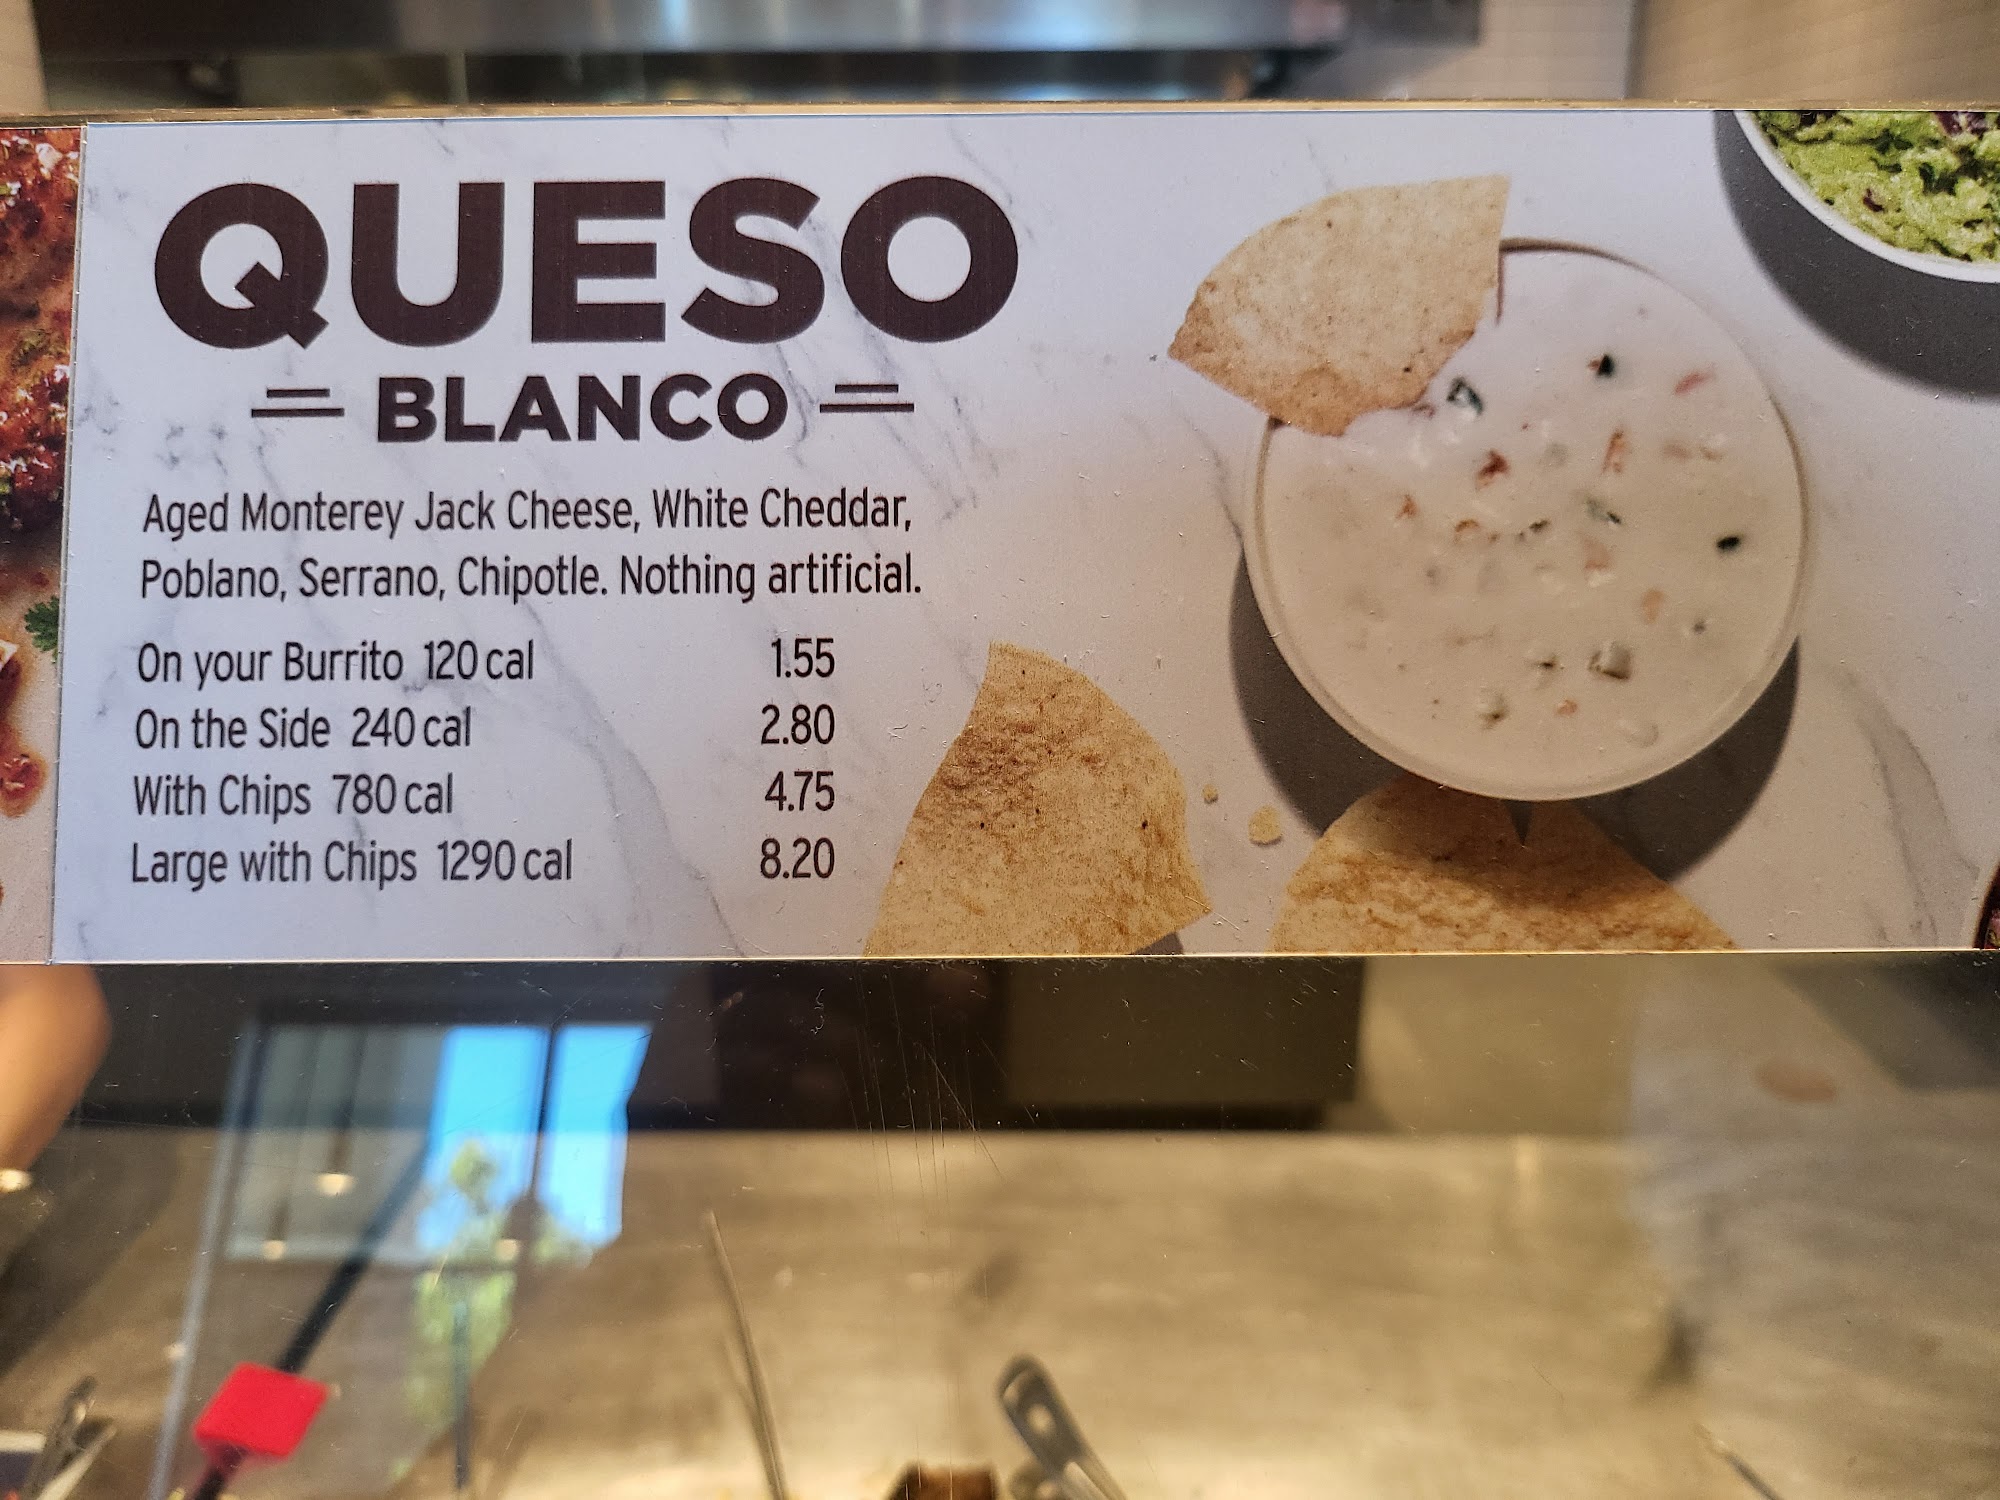 QUESO
BLANCO
Aged Monterey Jack Cheese, White Cheddar,
Poblano, Serrano, Chipotle. Nothing artificial.
On your Burrito 120 cal 1.55
On the Side 240 cal 2.80
With Chips 780 cal 4.75
Large with Chips 1290 cal 8.20